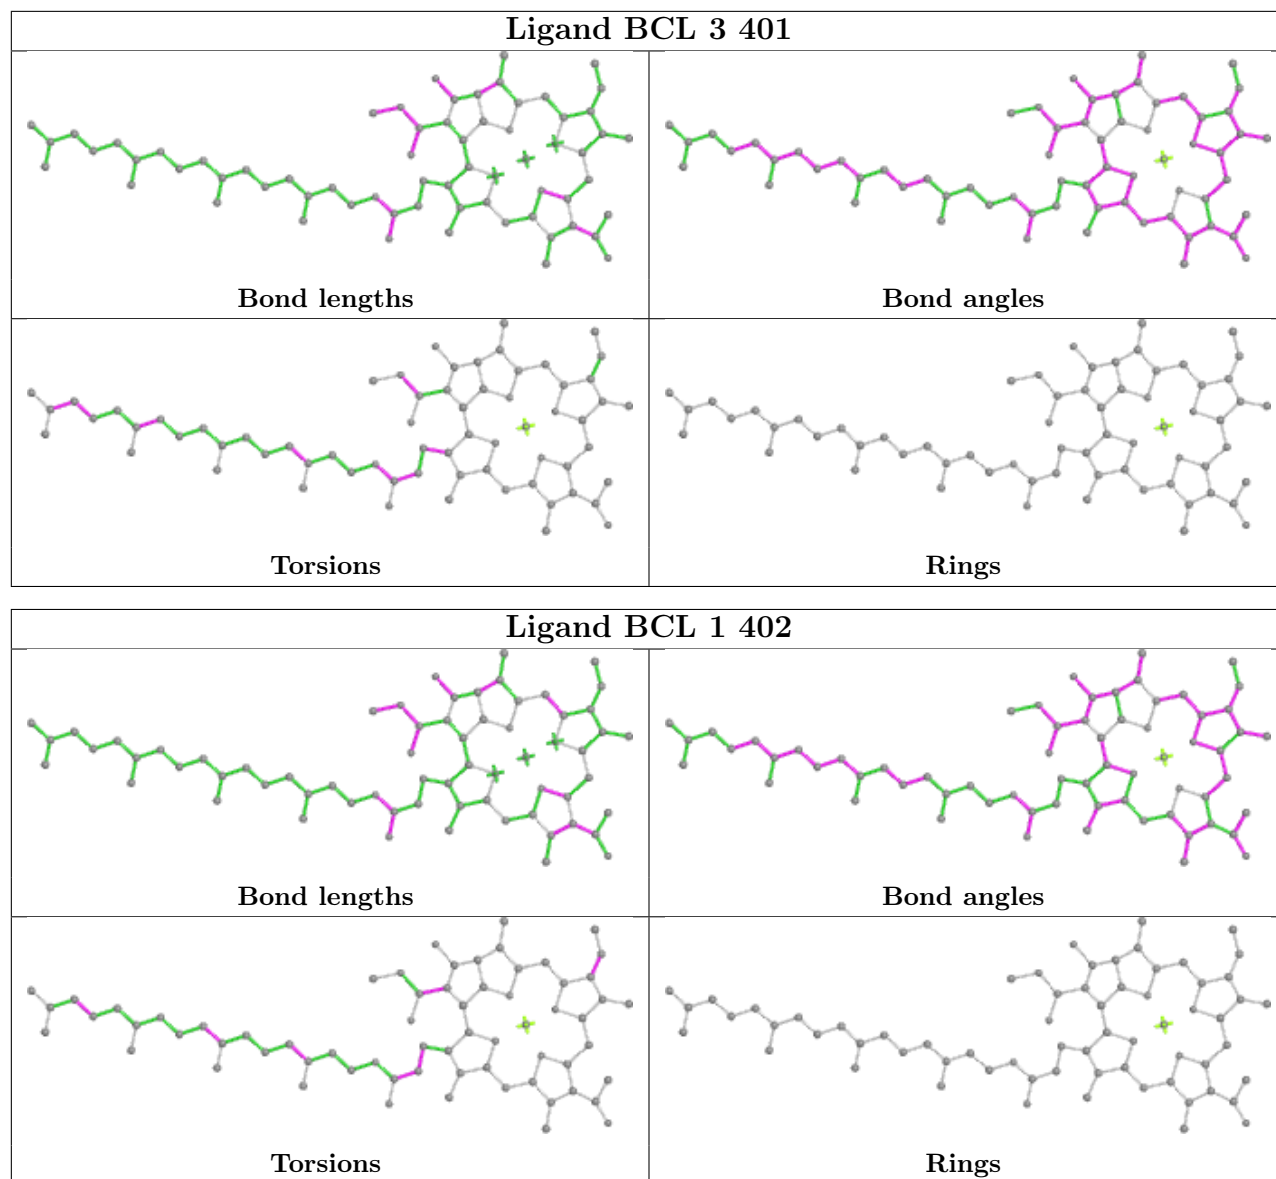 Ligand BCL 3 401
Bond lengths
Bond angles
Torsions
Rings
Ligand BCL 1 402
Bond lengths
Bond angles
Torsions
Rings